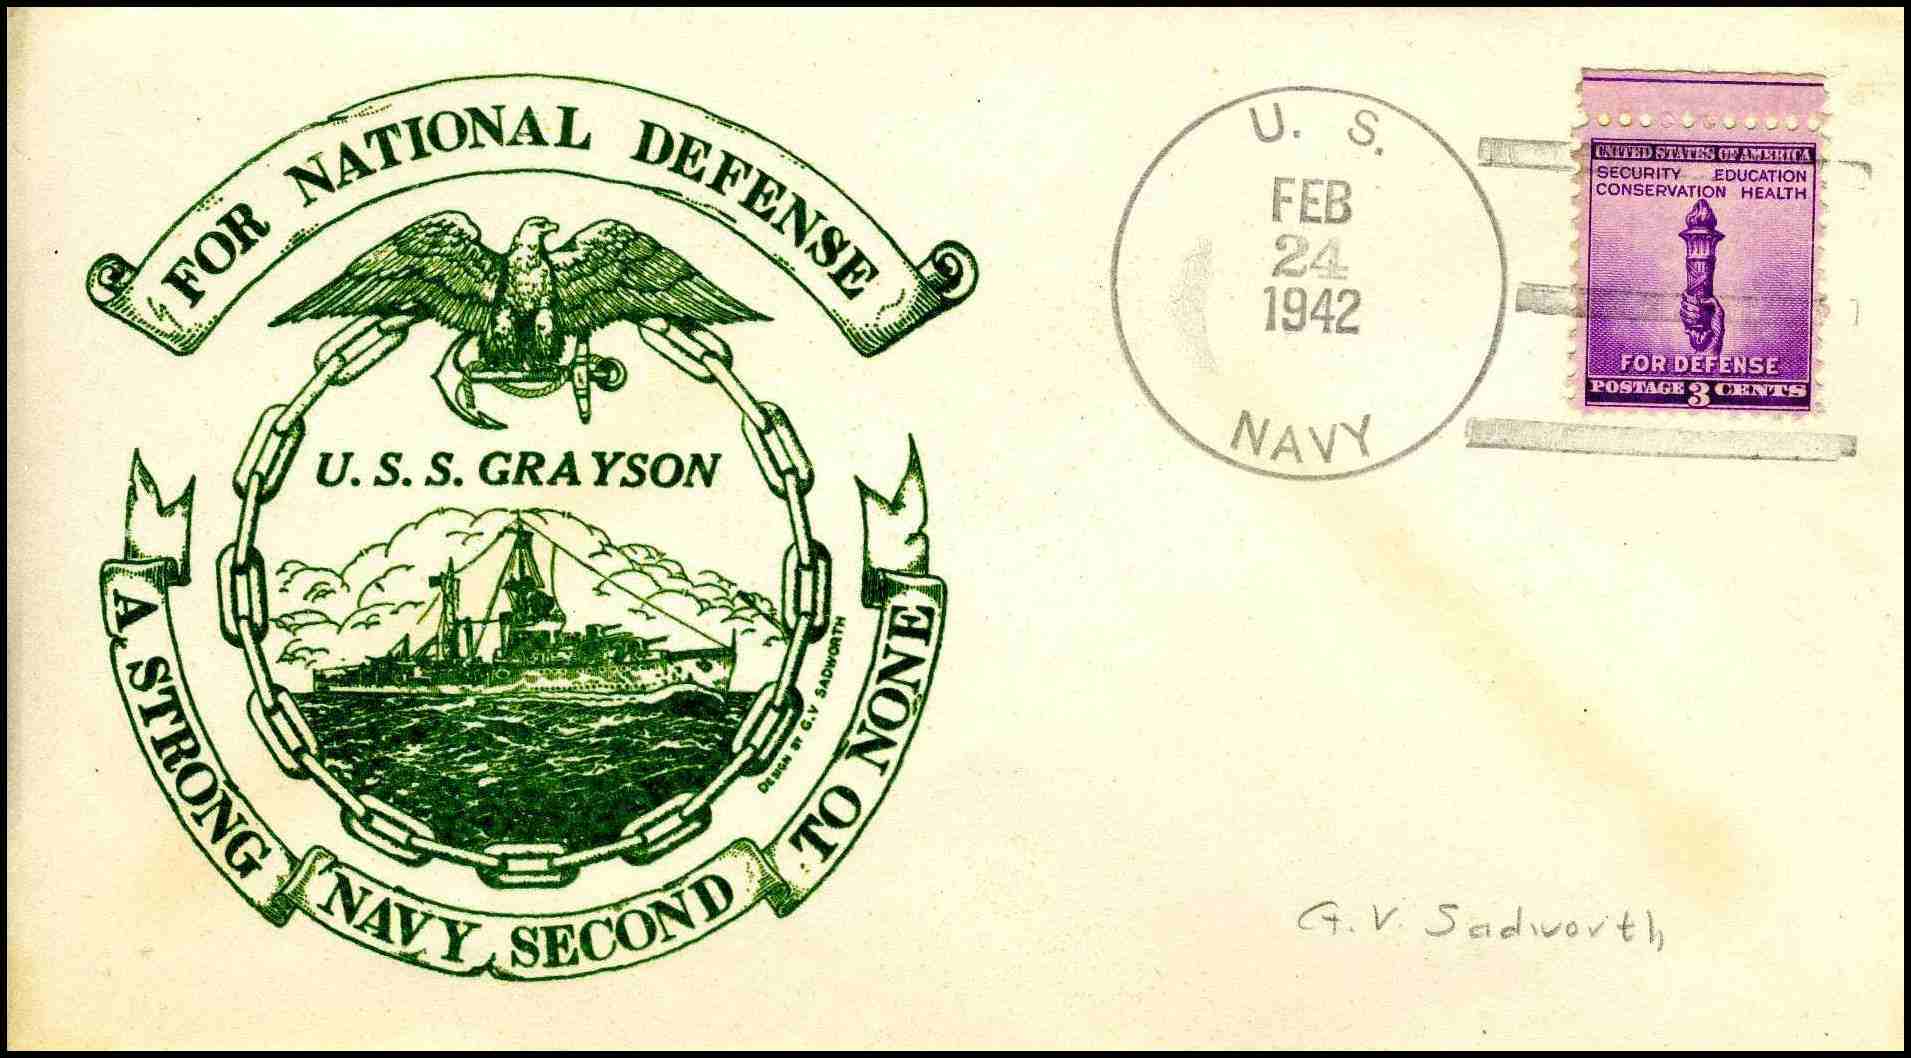 FOR NATIONAL DEFENSE
U. S. S. GRAYSON
DESIGN BY G.V SADWORTH
A STRONG NAVY SECOND TO NONE
U. S.
FEB
24
1942
NAVY
UNITED STATES OF AMERICA
SECURITY EDUCATION
CONSERVATION HEALTH
FOR DEFENSE
POSTAGE 3 CENTS
G. V. Sadworth